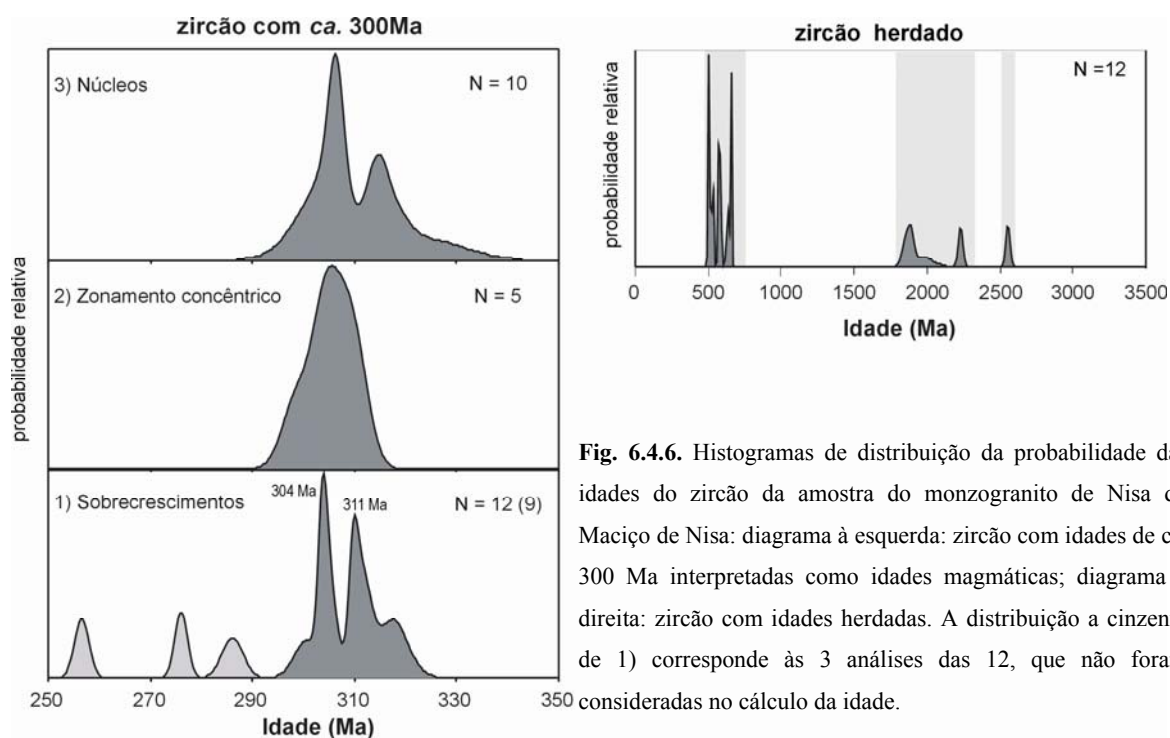 zircão com ca. 300Ma
3) Núcleos
N = 10
2) Zonamento concêntrico
N = 5
1) Sobrecrescimentos
304 Ma
311 Ma
N = 12 (9)
probabilidade relativa
250 270 290 310 330 350
Idade (Ma)
zircão herdado
N =12
probabilidade relativa
0 500 1000 1500 2000 2500 3000 3500
Idade (Ma)
Fig. 6.4.6. Histogramas de distribuição da probabilidade da
idades do zircão da amostra do monzogranito de Nisa d
Maciço de Nisa: diagrama à esquerda: zircão com idades de c
300 Ma interpretadas como idades magmáticas; diagrama
direita: zircão com idades herdadas. A distribuição a cinzen
de 1) corresponde às 3 análises das 12, que não fora
consideradas no cálculo da idade.